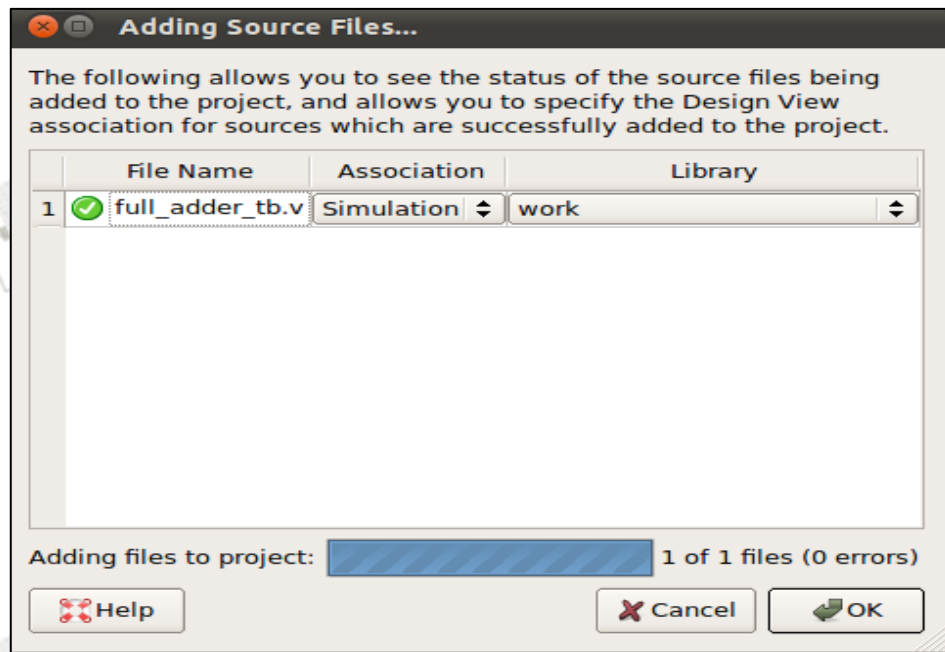 Adding Source Files...
The following allows you to see the status of the source files being
added to the project, and allows you to specify the Design View
association for sources which are successfully added to the project.
File Name Association Library
1 full_adder_tb.v Simulation work
Adding files to project: 1 of 1 files (0 errors)
Help Cancel OK